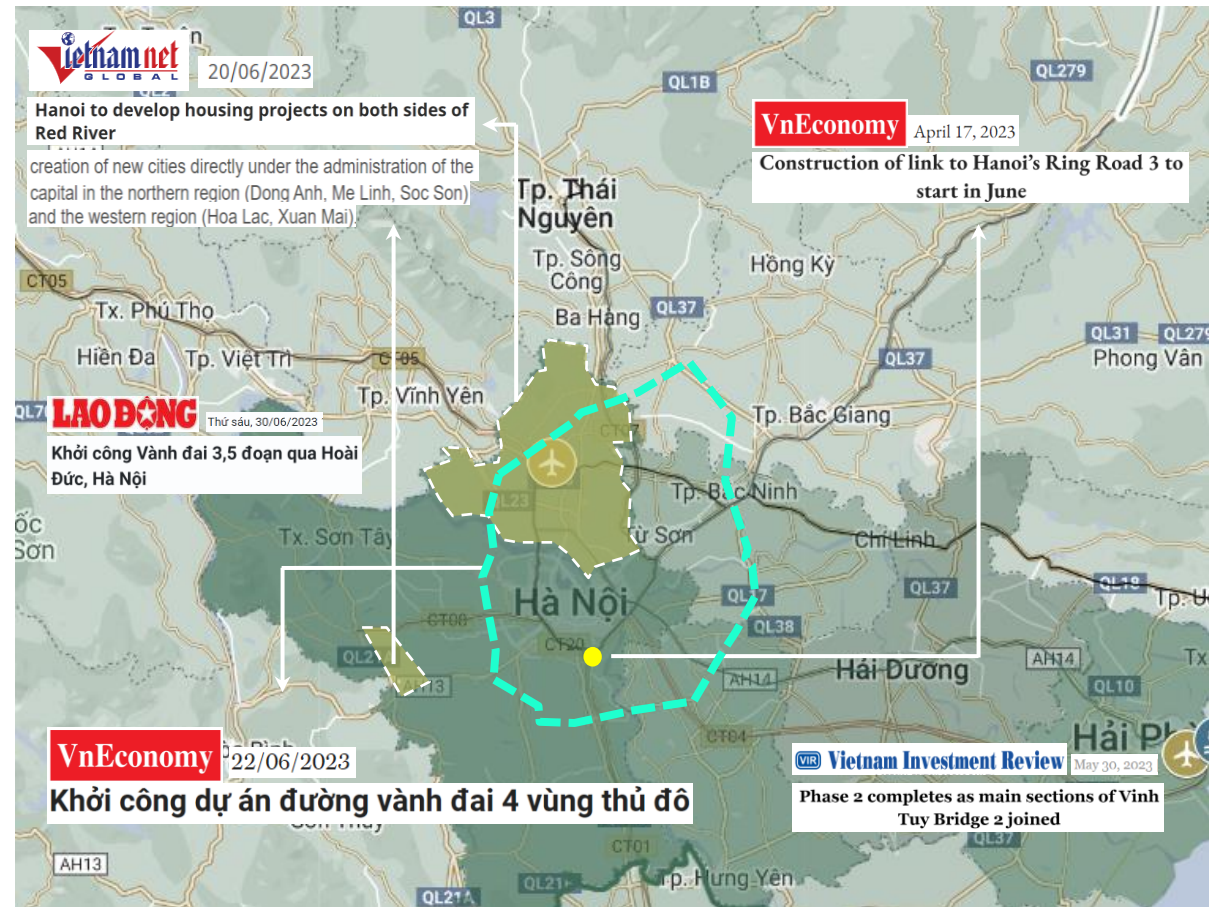 QL3
vietnamnet
GLOBAL
20/06/2023
Hanoi to develop housing projects on both sides of
Red River
creation of new cities directly under the administration of the
capital in the northern region (Dong Anh, Me Linh, Soc Son)
and the western region (Hoa Lac, Xuan Mai).
QL1B
QL279
VnEconomy
April 17, 2023
Construction of link to Hanoi's Ring Road 3 to
start in June
Tp. Thái
Nguyên
Tp. Sông
Công
Hồng Kỳ
CT05
Tx. Phú Thọ
Ba Hàng
QL37
Hiền Đa
Tp. Việt Trì
CT05
QL37
QL31
QL279
Phong Vân
Tp. Vĩnh Yên
LAO ĐỘNG
Thứ sáu, 30/06/2023
Khởi công Vành đai 3,5 đoạn qua Hoài
Đức, Hà Nội
CT07
Tp. Bắc Giang
QL23
Tp. Bắc Ninh
Tx. Sơn Tây
Từ Sơn
Chí Linh
QL37
QL18
Hà Nội
QL17
CT08
QL38
CT20
QL21
AH13
AH14
Hải Dương
AH14
QL10
CT04
Hải Ph
VnEconomy
22/06/2023
Khởi công dự án đường vành đai 4 vùng thủ đô
VIR
Vietnam Investment Review
May 30, 2023
Phase 2 completes as main sections of Vinh
Tuy Bridge 2 joined
AH13
CT01
QL37
QL21A
Tp. Hưng Yên